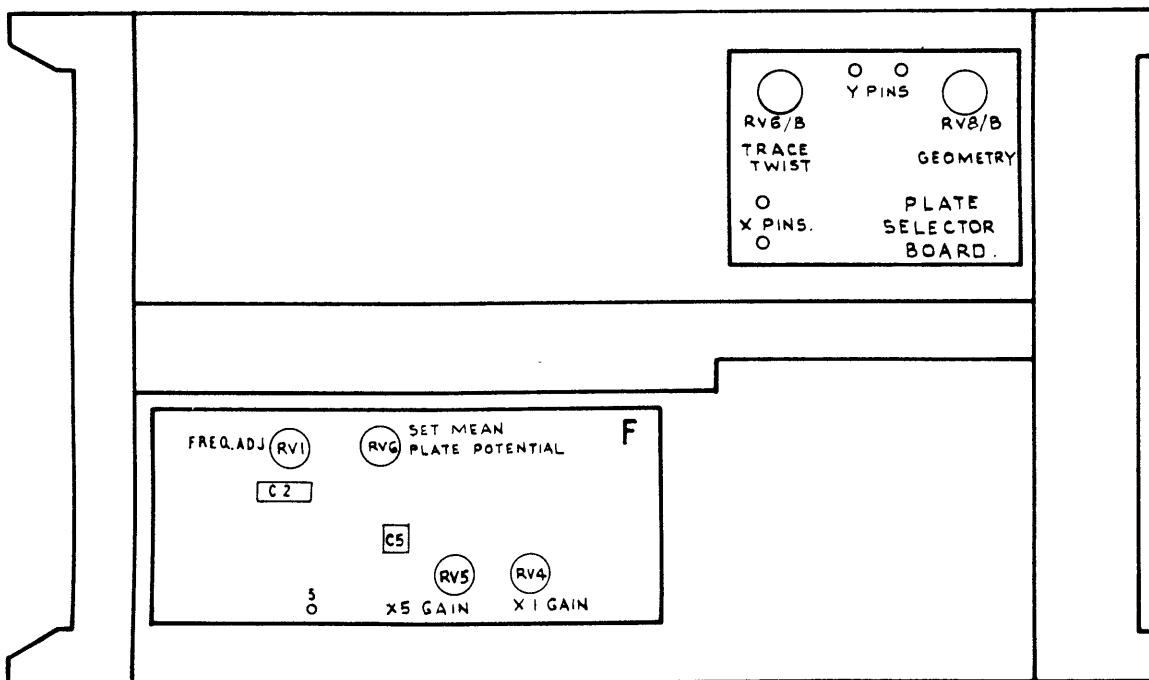 Y PINS
RV6/B
RV8/B
TRACE
TWIST
GEOMETRY
X PINS.
PLATE
SELECTOR
BOARD.
F
FREQ.ADJ
RV1
RV6
SET MEAN
PLATE POTENTIAL
C2
C5
RV5
RV4
5
X5 GAIN
X1 GAIN